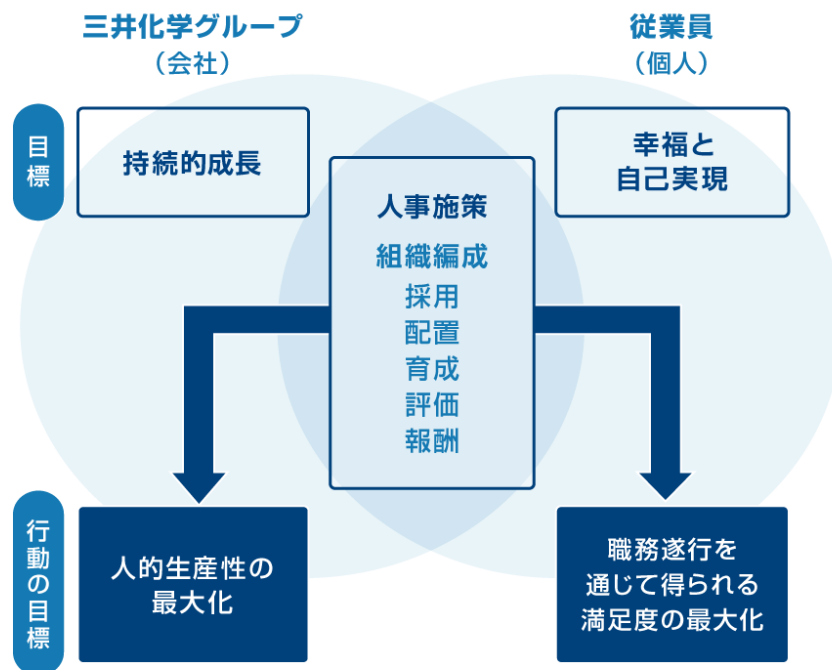 三井化学グループ
（会社）
従業員
（個人）
目標
持続的成長
幸福と
自己実現
人事施策
組織編成
採用
配置
育成
評価
報酬
行動の目標
人的生産性の
最大化
職務遂行を
通じて得られる
満足度の最大化